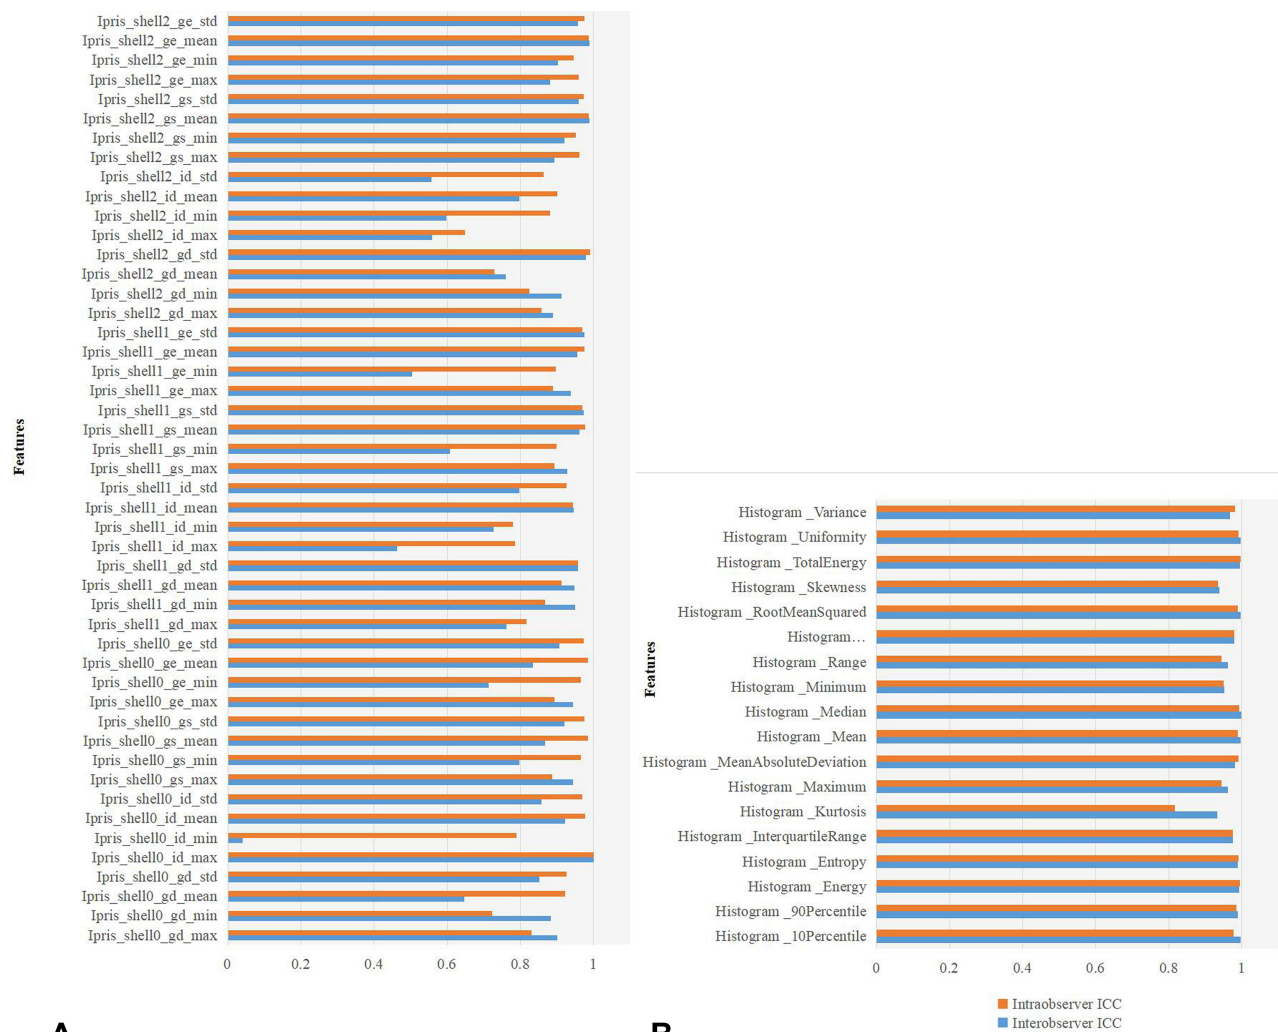 Features
Ipris_shell2_ge_std
Ipris_shell2_ge_mean
Ipris_shell2_ge_min
Ipris_shell2_ge_max
Ipris_shell2_gs_std
Ipris_shell2_gs_mean
Ipris_shell2_gs_min
Ipris_shell2_gs_max
Ipris_shell2_id_std
Ipris_shell2_id_mean
Ipris_shell2_id_min
Ipris_shell2_id_max
Ipris_shell2_gd_std
Ipris_shell2_gd_mean
Ipris_shell2_gd_min
Ipris_shell2_gd_max
Ipris_shell1_ge_std
Ipris_shell1_ge_mean
Ipris_shell1_ge_min
Ipris_shell1_ge_max
Ipris_shell1_gs_std
Ipris_shell1_gs_mean
Ipris_shell1_gs_min
Ipris_shell1_gs_max
Ipris_shell1_id_std
Ipris_shell1_id_mean
Ipris_shell1_id_min
Ipris_shell1_id_max
Ipris_shell1_gd_std
Ipris_shell1_gd_mean
Ipris_shell1_gd_min
Ipris_shell1_gd_max
Ipris_shell0_ge_std
Ipris_shell0_ge_mean
Ipris_shell0_ge_min
Ipris_shell0_ge_max
Ipris_shell0_gs_std
Ipris_shell0_gs_mean
Ipris_shell0_gs_min
Ipris_shell0_gs_max
Ipris_shell0_id_std
Ipris_shell0_id_mean
Ipris_shell0_id_min
Ipris_shell0_id_max
Ipris_shell0_gd_std
Ipris_shell0_gd_mean
Ipris_shell0_gd_min
Ipris_shell0_gd_max
0 0.2 0.4 0.6 0.8 1
A
Features
Histogram _Variance
Histogram _Uniformity
Histogram _TotalEnergy
Histogram _Skewness
Histogram _RootMeanSquared
Histogram…
Histogram _Range
Histogram _Minimum
Histogram _Median
Histogram _Mean
Histogram _MeanAbsoluteDeviation
Histogram _Maximum
Histogram _Kurtosis
Histogram _InterquartileRange
Histogram _Entropy
Histogram _Energy
Histogram _90Percentile
Histogram _10Percentile
0 0.2 0.4 0.6 0.8 1
Intraobserver ICC
Interobserver ICC
B